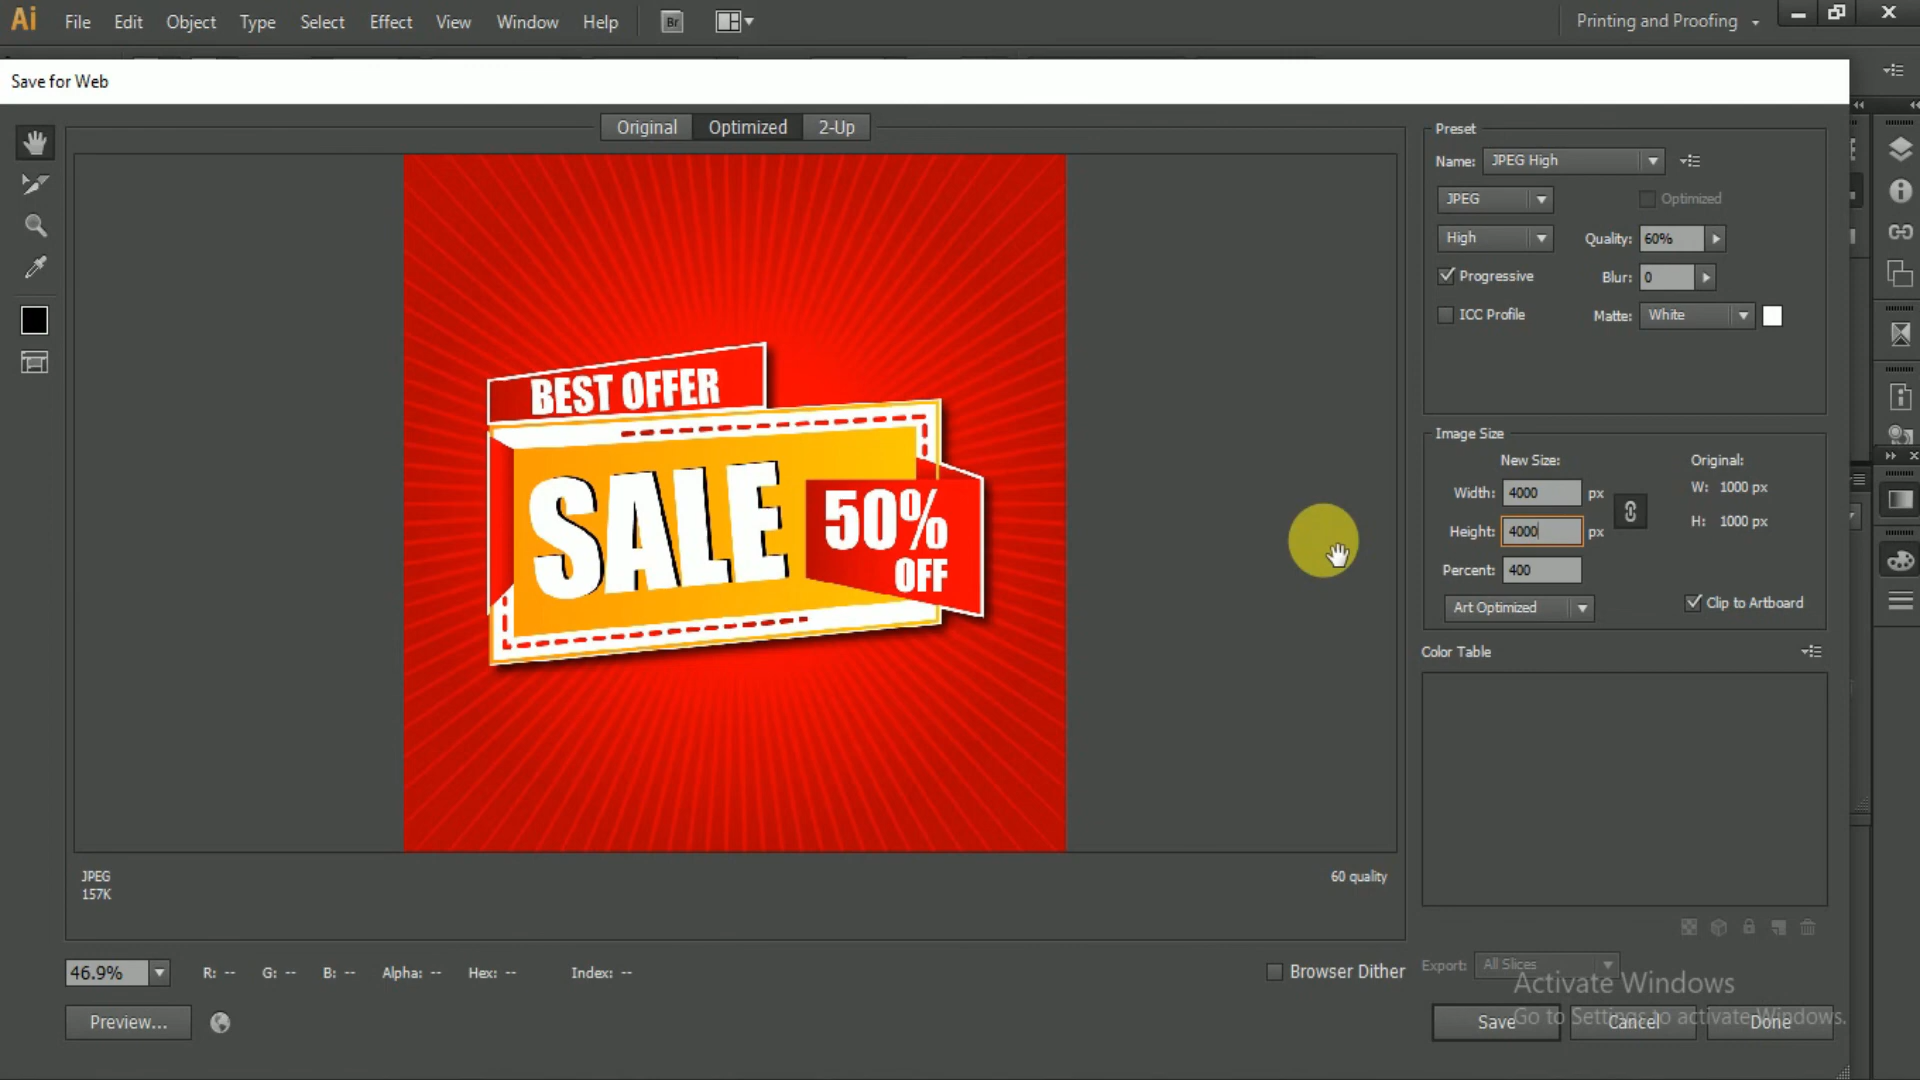 Ai File Edit Object Type Select Effect View Window Help Br Printing and Proofing
Save for Web
Original Optimized 2-Up
BEST OFFER
SALE
50%
OFF
JPEG
157K
60 quality
Preset
Name: JPEG High
JPEG Optimized
High Quality: 60%
Progressive Blur: 0
ICC Profile Matte: White
Image Size
New Size: Original:
Width: 4000 px W: 1000 px
Height: 4000 px H: 1000 px
Percent: 400
Art Optimized Clip to Artboard
Color Table
46.9% R: -- G: -- B: -- Alpha: -- Hex: -- Index: -- Browser Dither Export: All Slices
Activate Windows
Go to Settings to activate Windows.
Preview... Save Cancel Done